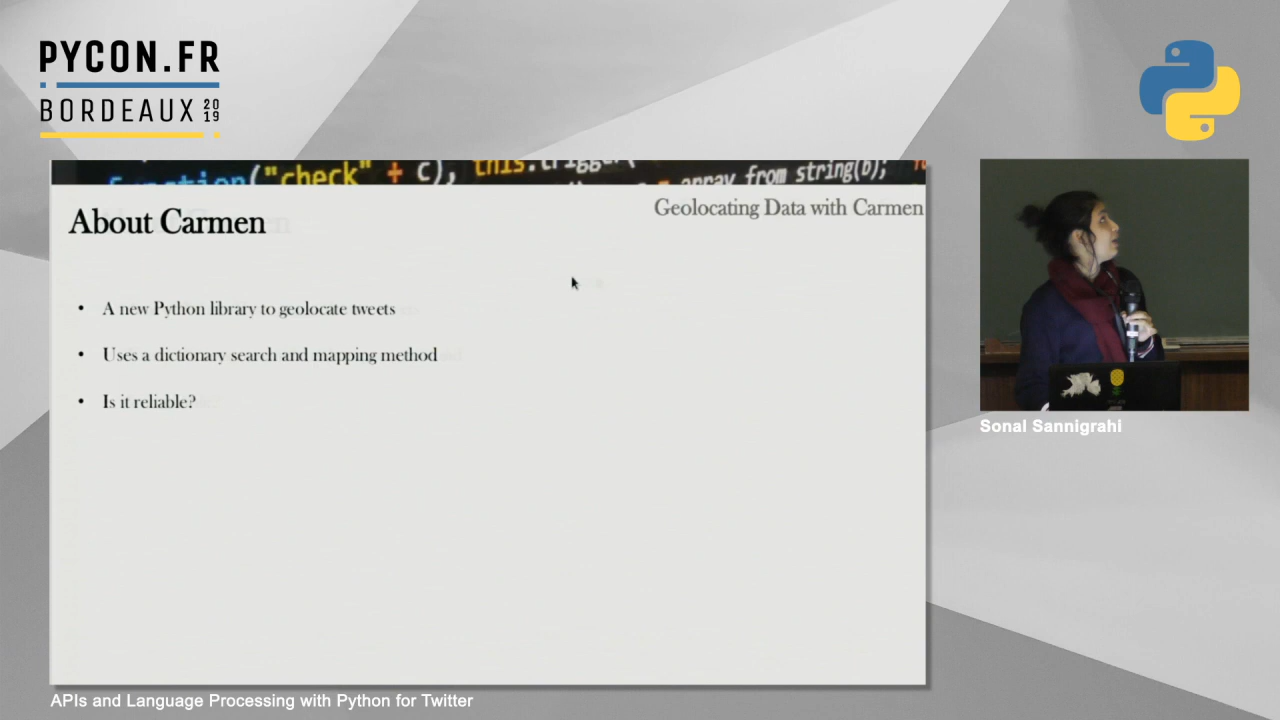 PYCON.FR
BORDEAUX 2019
function("check" + c), this.trigger(
array from string(b);
About Carmen
Geolocating Data with Carmen
• A new Python library to geolocate tweets
• Uses a dictionary search and mapping method
• Is it reliable?
Sonal Sannigrahi
APIs and Language Processing with Python for Twitter